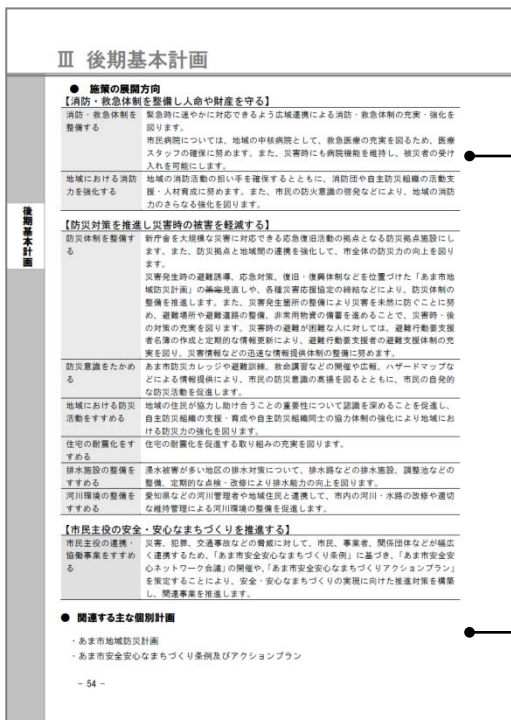 Ⅲ 後期基本計画
● 施策の展開方向
【消防・救急体制を整備し人命や財産を守る】
消防・救急体制を
整備する
緊急時に速やかに対応できるよう広域連携による消防・救急体制の充実・強化を
図ります。
市民病院については、地域の中核病院として、救急医療の充実を図るため、医療
スタッフの確保に努めます。また、災害時にも病院機能を維持し、被災者の受け
入れを可能にします。
地域における消防
力を強化する
地域の消防活動の担い手を確保するとともに、消防団や自主防災組織の活動支
援・人材育成に努めます。また、市民の防火意識の啓発などにより、地域の消防
力のさらなる強化を図ります。
後期基本計画
【防災対策を推進し災害時の被害を軽減する】
防災体制を整備す
る
新庁舎を大規模な災害に対応できる応急復旧活動の拠点となる防災拠点施設にし
ます。また、防災拠点と地域間の連携を強化して、市全体の防災力の向上を図り
ます。
災害発生時の避難誘導、応急対策、復旧・復興体制などを位置づけた「あま市地
域防災計画」の策定見直しや、各種災害応援協定の締結などにより、防災体制の
整備を推進します。また、災害発生箇所の整備により災害を未然に防ぐことに努
め、避難場所や避難道路の整備、非常用物資の備蓄を進めることで、災害時・後
の対策の充実を図ります。災害時の避難が困難な人に対しては、避難行動要支援
者名簿の作成と定期的な情報更新により、避難行動要支援者の避難支援体制の充
実を図り、災害情報などの迅速な情報提供体制の整備に努めます。
防災意識をたかめ
る
あま市防災カレッジや避難訓練、救命講習などの開催や広報、ハザードマップな
どによる情報提供により、市民の防災意識の高揚を図るとともに、市民の自発的
な防災活動を促進します。
地域における防災
活動をすすめる
地域の住民が協力し助け合うことの重要性について認識を深めることを促進し、
自主防災組織の支援・育成や自主防災組織同士の協力体制の強化により地域にお
ける防災力の強化を図ります。
住宅の耐震化をす
すめる
住宅の耐震化を促進する取り組みの充実を図ります。
排水施設の整備を
すすめる
浸水被害が多い地区の排水対策について、排水路などの排水施設、調整池などの
整備、定期的な点検・改修により排水能力の向上を図ります。
河川環境の整備を
すすめる
愛知県などの河川管理者や地域住民と連携して、市内の河川・水路の改修や適切
な維持管理による河川環境の整備を促進します。
【市民主役の安全・安心なまちづくりを推進する】
市民主役の連携・
協働事業をすすめ
る
災害、犯罪、交通事故などの脅威に対して、市民、事業者、関係団体などが幅広
く連携するため、「あま市安全安心なまちづくり条例」に基づき、「あま市安全安
心ネットワーク会議」の開催や、「あま市安全安心なまちづくりアクションプラン」
を策定することにより、安全・安心なまちづくりの実現に向けた推進対策を構築
し、関連事業を推進します。
● 関連する主な個別計画
・あま市地域防災計画
・あま市安全安心なまちづくり条例及びアクションプラン
- 54 -